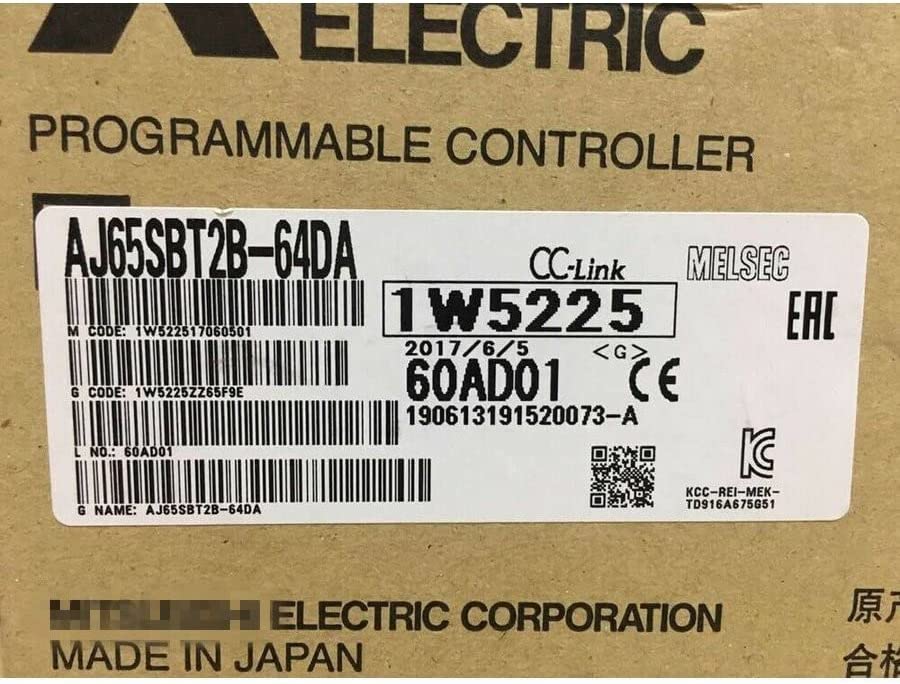 ELECTRIC
PROGRAMMABLE CONTROLLER
AJ65SBT2B-64DA
CC-Link
MELSEC
M CODE: 1W522517060501
1W5225
EAC
2017/6/5 <G>
G CODE: 1W5225ZZ65F9E
60AD01 CE
190613191520073-A
L NO.: 60AD01
KC
KCC-REI-MEK-
TD916A675G51
G NAME: AJ65SBT2B-64DA
ELECTRIC CORPORATION
MADE IN JAPAN
原产
合格